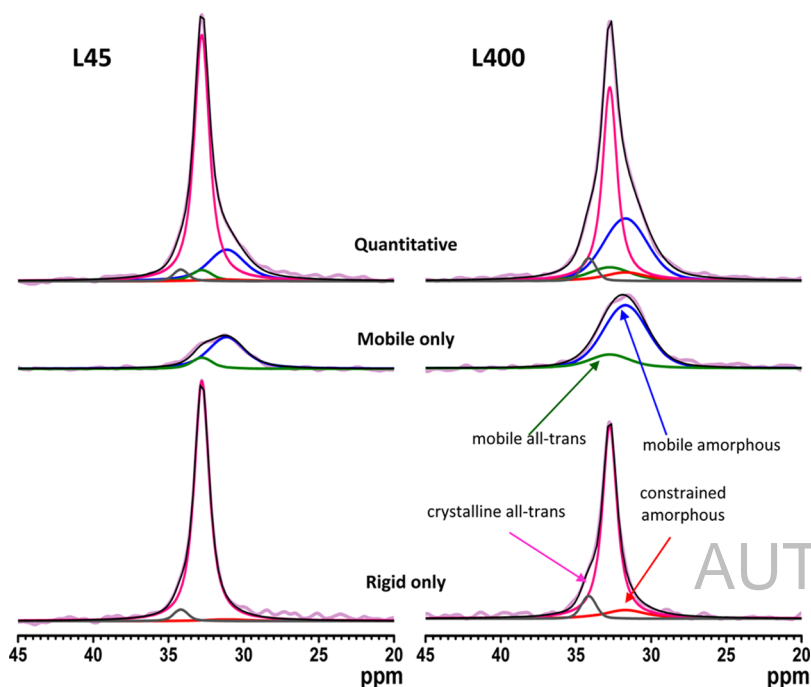 L45
L400
Quantitative
Mobile only
mobile all-trans
mobile amorphous
crystalline all-trans
constrained
amorphous
AUT
Rigid only
45 40 35 30 25 20
ppm
45 40 35 30 25 20
ppm